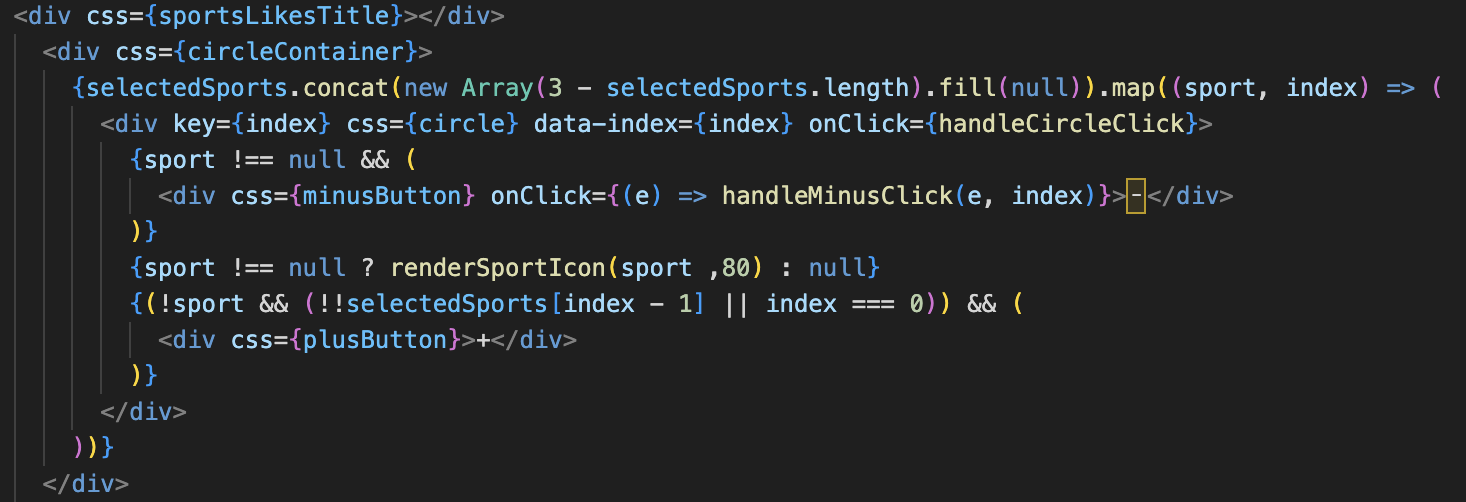 <div css={sportsLikesTitle}></div>
<div css={circleContainer}>
{selectedSports.concat(new Array(3 - selectedSports.length).fill(null)).map((sport, index) => (
<div key={index} css={circle} data-index={index} onClick={handleCircleClick}>
{sport !== null && (
<div css={minusButton} onClick={(e) => handleMinusClick(e, index)}>-</div>
)}
{sport !== null ? renderSportIcon(sport ,80) : null}
{(!sport && (!!selectedSports[index - 1] || index === 0)) && (
<div css={plusButton}>+</div>
)}
</div>
))}
</div>